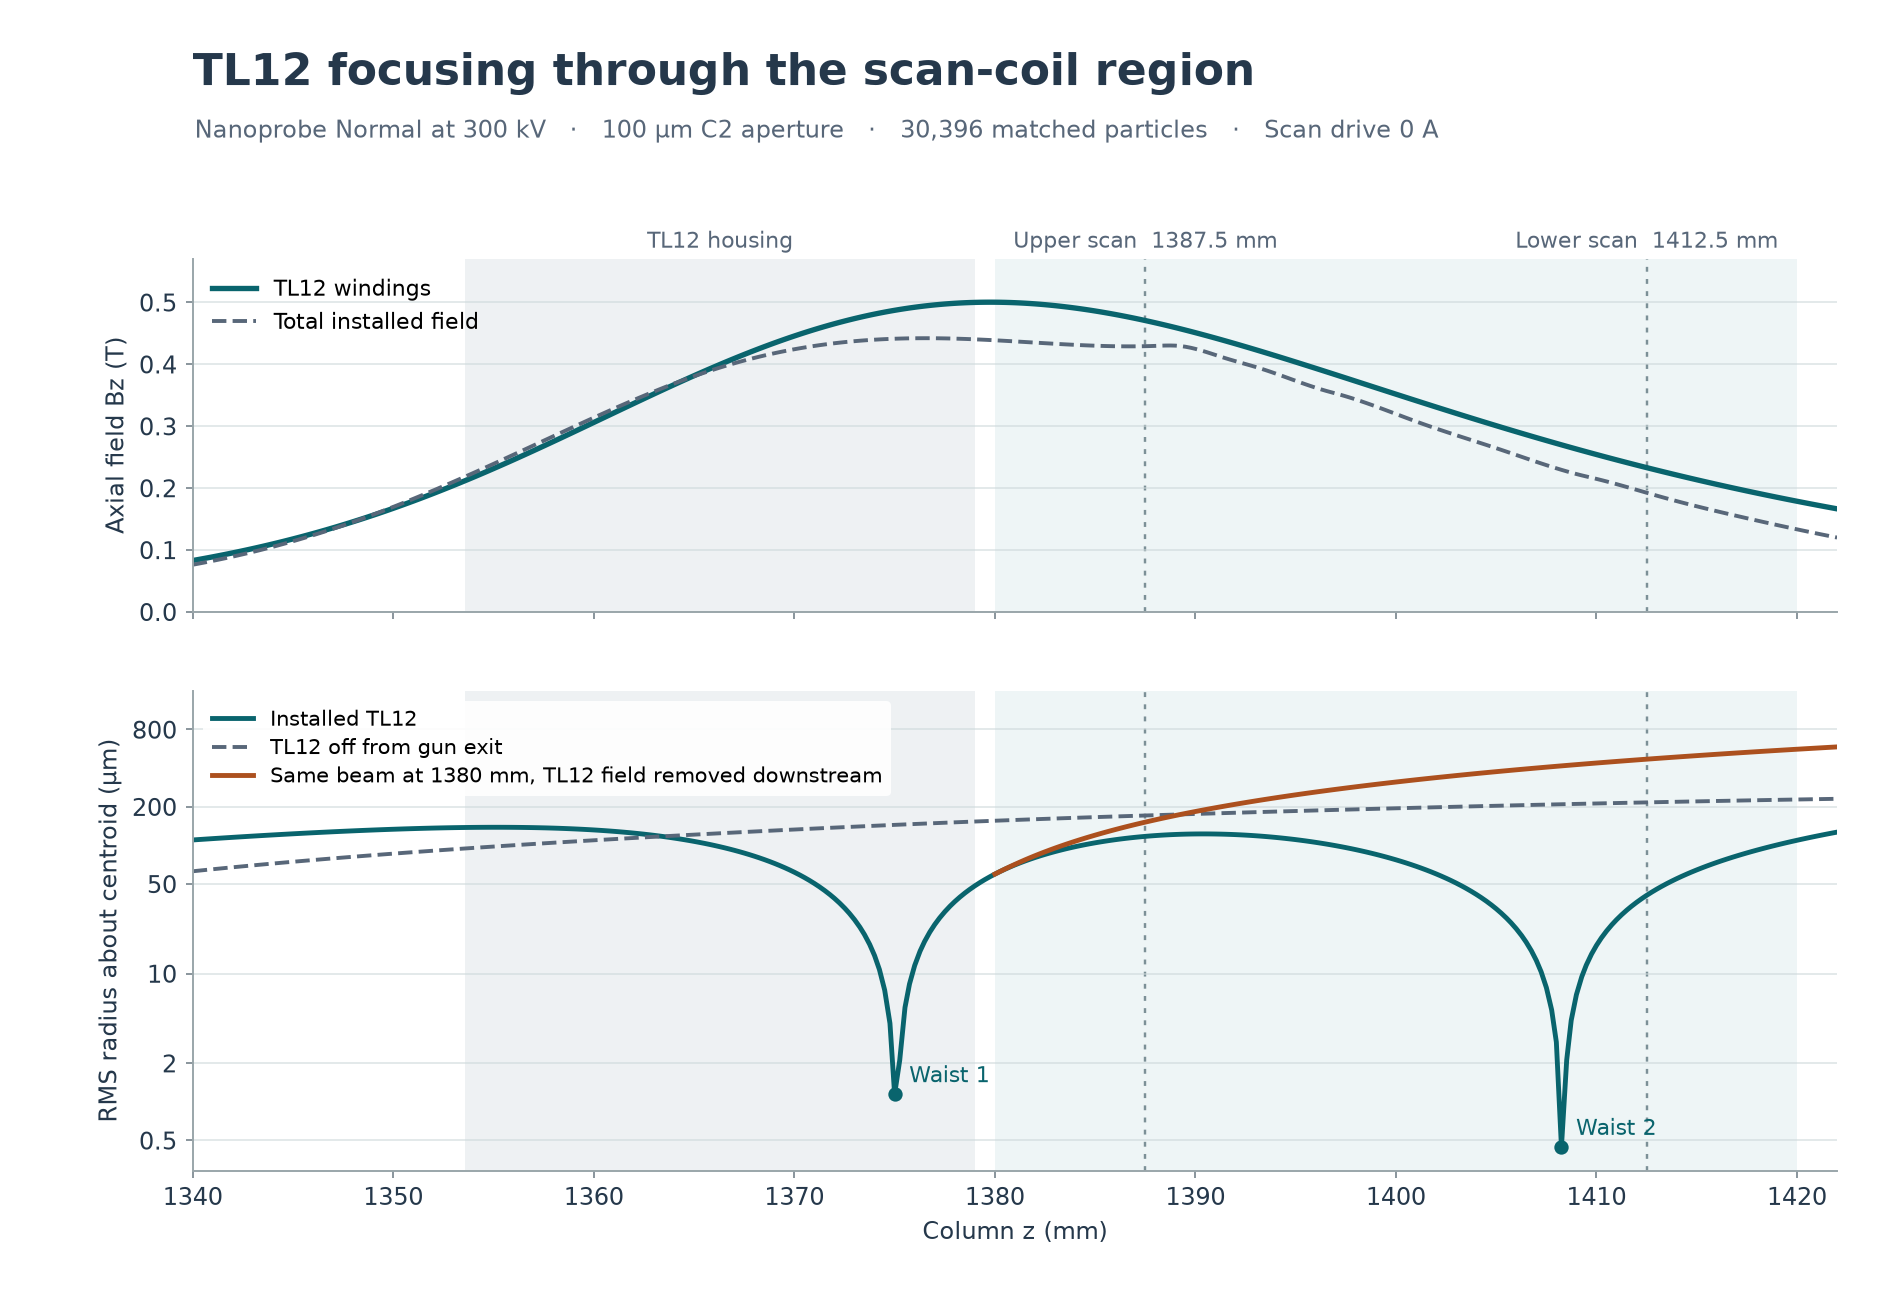 TL12 focusing through the scan-coil region
Nanoprobe Normal at 300 kV · 100 µm C2 aperture · 30,396 matched particles · Scan drive 0 A
TL12 housing
Upper scan 1387.5 mm
Lower scan 1412.5 mm
TL12 windings
Total installed field
Axial field Bz (T)
0.5
0.4
0.3
0.2
0.1
0.0
Installed TL12
TL12 off from gun exit
Same beam at 1380 mm, TL12 field removed downstream
RMS radius about centroid (µm)
800
200
50
10
2
0.5
Waist 1
Waist 2
1340 1350 1360 1370 1380 1390 1400 1410 1420
Column z (mm)